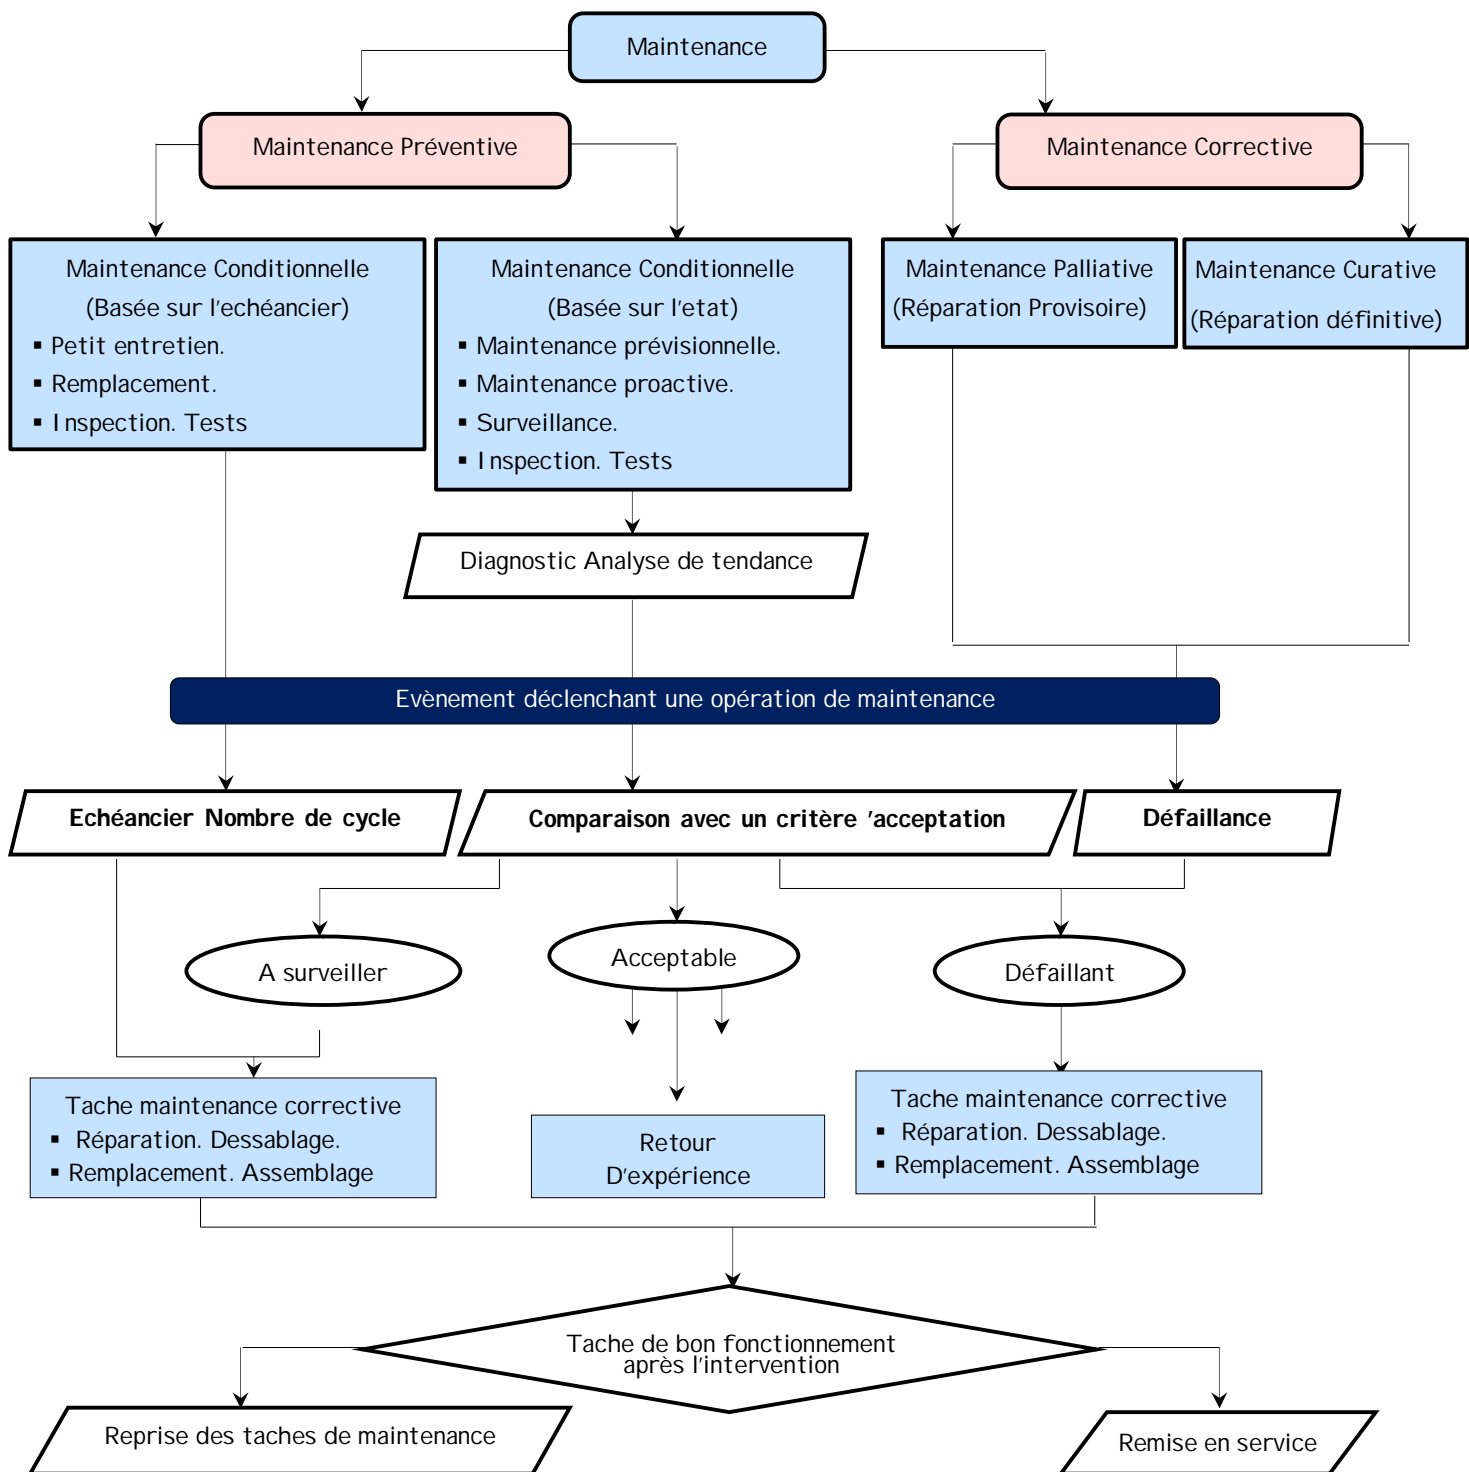 Maintenance
Maintenance Préventive
Maintenance Corrective
Maintenance Conditionnelle
(Basée sur l'echéancier)
▪ Petit entretien.
▪ Remplacement.
▪ Inspection. Tests
Maintenance Conditionnelle
(Basée sur l'etat)
▪ Maintenance prévisionnelle.
▪ Maintenance proactive.
▪ Surveillance.
▪ Inspection. Tests
Maintenance Palliative
(Réparation Provisoire)
Maintenance Curative
(Réparation définitive)
Diagnostic Analyse de tendance
Evènement déclenchant une opération de maintenance
Echéancier Nombre de cycle
Comparaison avec un critère 'acceptation
Défaillance
A surveiller
Acceptable
Défaillant
Tache maintenance corrective
▪ Réparation. Dessablage.
▪ Remplacement. Assemblage
Retour
D'expérience
Tache maintenance corrective
▪ Réparation. Dessablage.
▪ Remplacement. Assemblage
Tache de bon fonctionnement
après l'intervention
Reprise des taches de maintenance
Remise en service